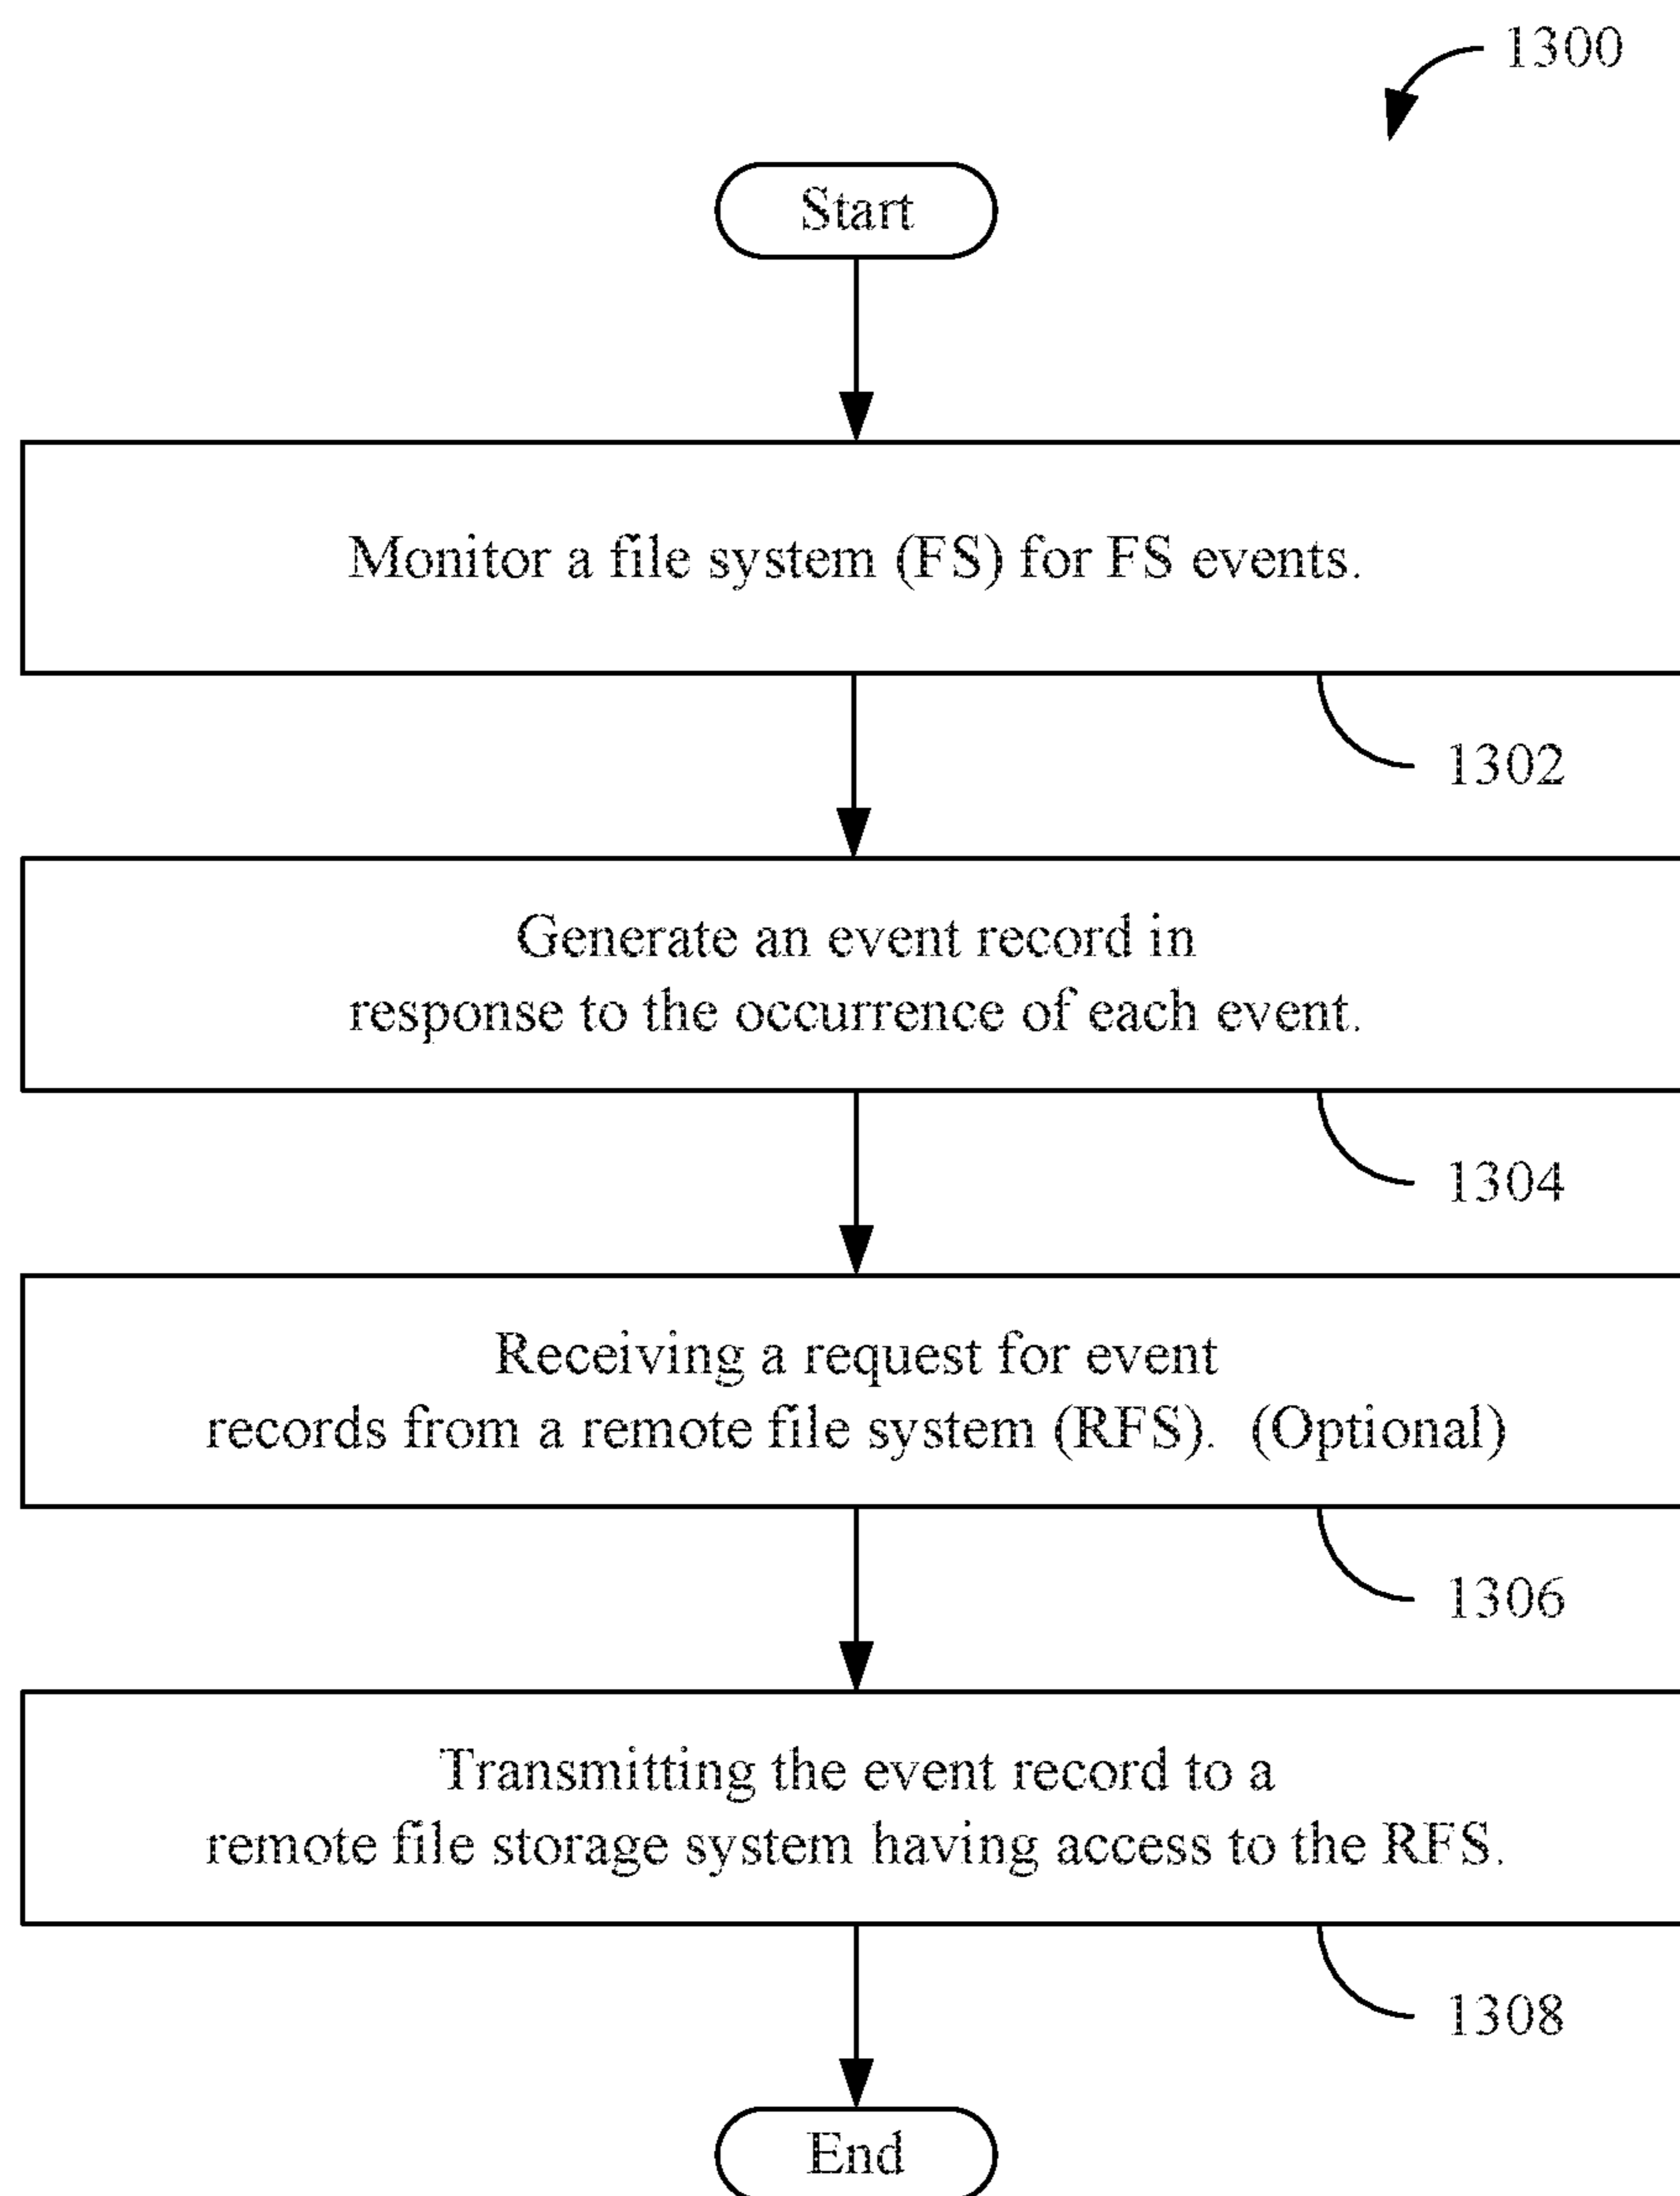 1300
Start
Monitor a file system (FS) for FS events.
1302
Generate an event record in
response to the occurrence of each event.
1304
Receiving a request for event
records from a remote file system (RFS).  (Optional)
1306
Transmitting the event record to a
remote file storage system having access to the RFS.
1308
End